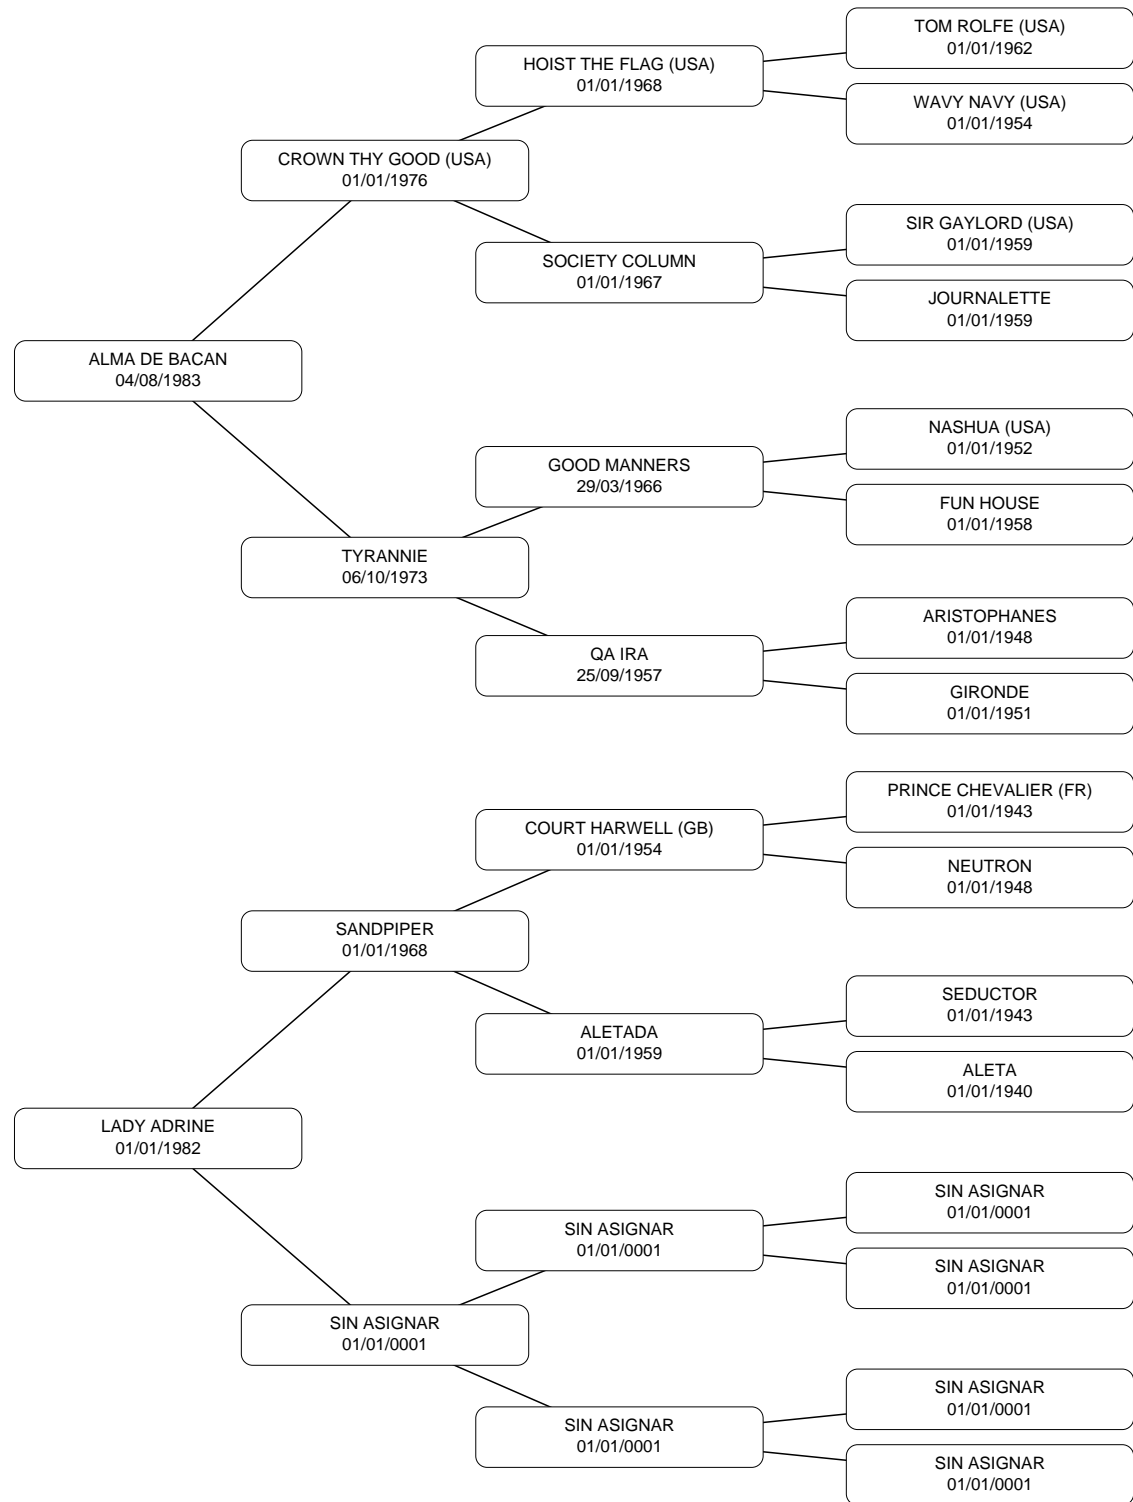 TOM ROLFE (USA)
01/01/1962
HOIST THE FLAG (USA)
01/01/1968
WAVY NAVY (USA)
01/01/1954
CROWN THY GOOD (USA)
01/01/1976
SIR GAYLORD (USA)
01/01/1959
SOCIETY COLUMN
01/01/1967
JOURNALETTE
01/01/1959
ALMA DE BACAN
04/08/1983
NASHUA (USA)
01/01/1952
GOOD MANNERS
29/03/1966
FUN HOUSE
01/01/1958
TYRANNIE
06/10/1973
ARISTOPHANES
01/01/1948
QA IRA
25/09/1957
GIRONDE
01/01/1951
PRINCE CHEVALIER (FR)
01/01/1943
COURT HARWELL (GB)
01/01/1954
NEUTRON
01/01/1948
SANDPIPER
01/01/1968
SEDUCTOR
01/01/1943
ALETADA
01/01/1959
ALETA
01/01/1940
LADY ADRINE
01/01/1982
SIN ASIGNAR
01/01/0001
SIN ASIGNAR
01/01/0001
SIN ASIGNAR
01/01/0001
SIN ASIGNAR
01/01/0001
SIN ASIGNAR
01/01/0001
SIN ASIGNAR
01/01/0001
SIN ASIGNAR
01/01/0001